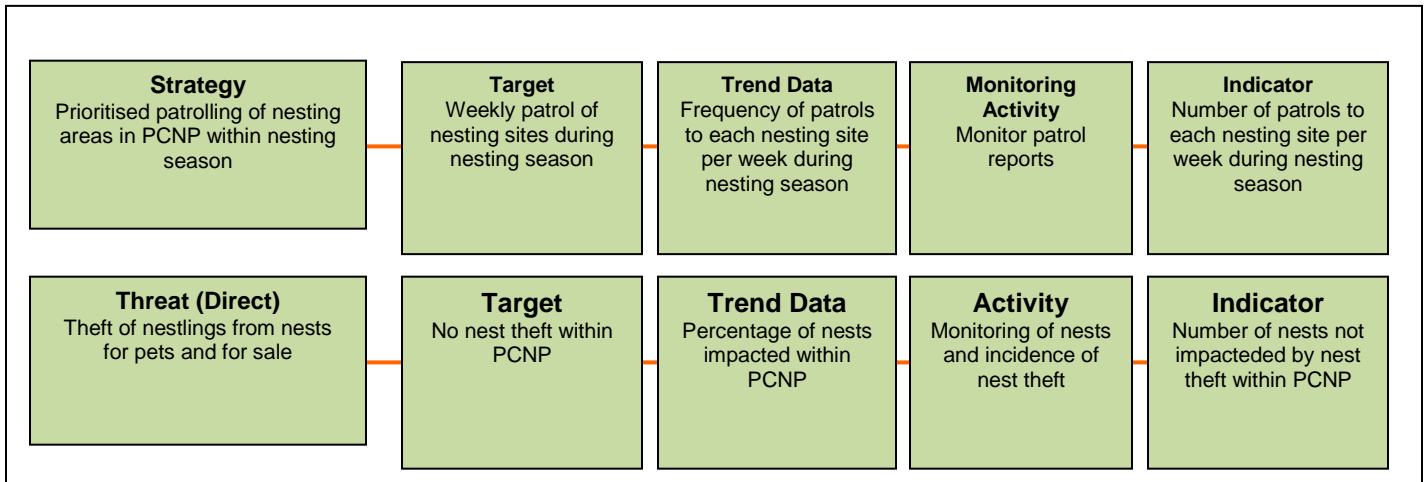 Strategy
Prioritised patrolling of nesting
areas in PCNP within nesting
season
Target
Weekly patrol of
nesting sites during
nesting season
Trend Data
Frequency of patrols
to each nesting site
per week during
nesting season
Monitoring
Activity
Monitor patrol
reports
Indicator
Number of patrols to
each nesting site per
week during nesting
season
Threat (Direct)
Theft of nestlings from nests
for pets and for sale
Target
No nest theft within
PCNP
Trend Data
Percentage of nests
impacted within
PCNP
Activity
Monitoring of nests
and incidence of
nest theft
Indicator
Number of nests not
impacteded by nest
theft within PCNP